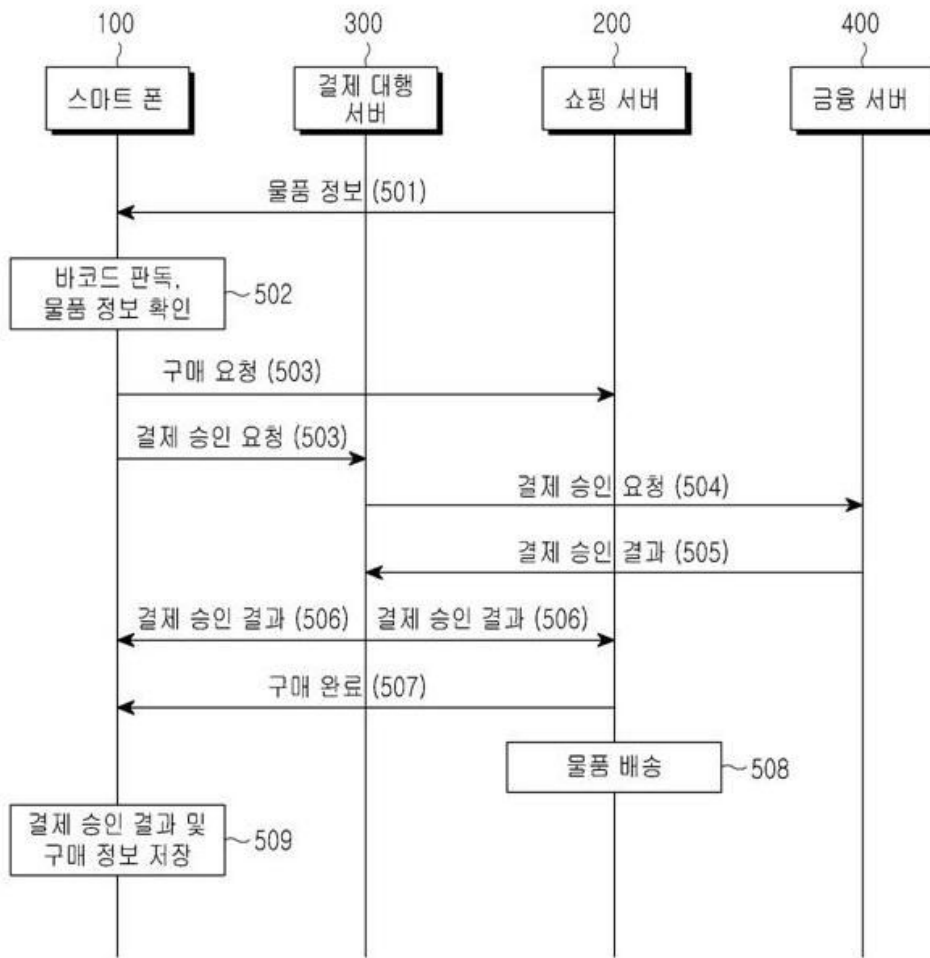 100 300 200 400
스마트 폰 결제 대행 서버 쇼핑 서버 금융 서버
물품 정보 (501)
바코드 판독,
물품 정보 확인
502
구매 요청 (503)
결제 승인 요청 (503)
결제 승인 요청 (504)
결제 승인 결과 (505)
결제 승인 결과 (506) 결제 승인 결과 (506)
구매 완료 (507)
물품 배송
508
결제 승인 결과 및
구매 정보 저장
509